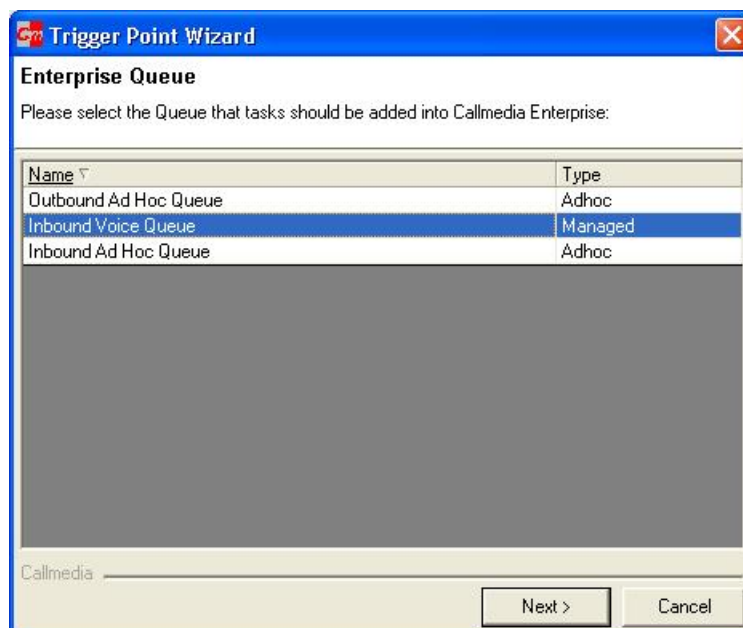 Cm Trigger Point Wizard
Enterprise Queue
Please select the Queue that tasks should be added into Callmedia Enterprise:
Name Type
Outbound Ad Hoc Queue Adhoc
Inbound Voice Queue Managed
Inbound Ad Hoc Queue Adhoc
Callmedia
Next > Cancel